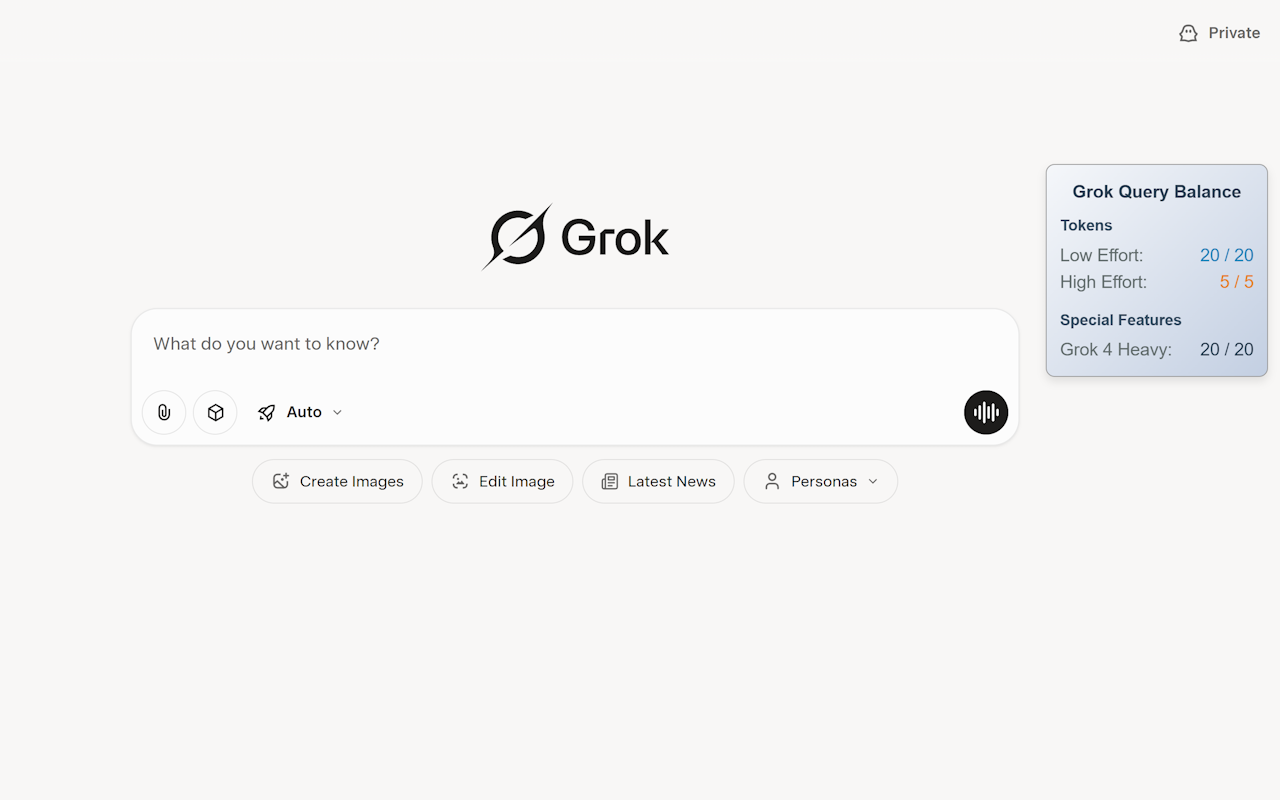 Private
Grok
What do you want to know?
Auto
Create Images
Edit Image
Latest News
Personas
Grok Query Balance
Tokens
Low Effort: 20 / 20
High Effort: 5 / 5
Special Features
Grok 4 Heavy: 20 / 20